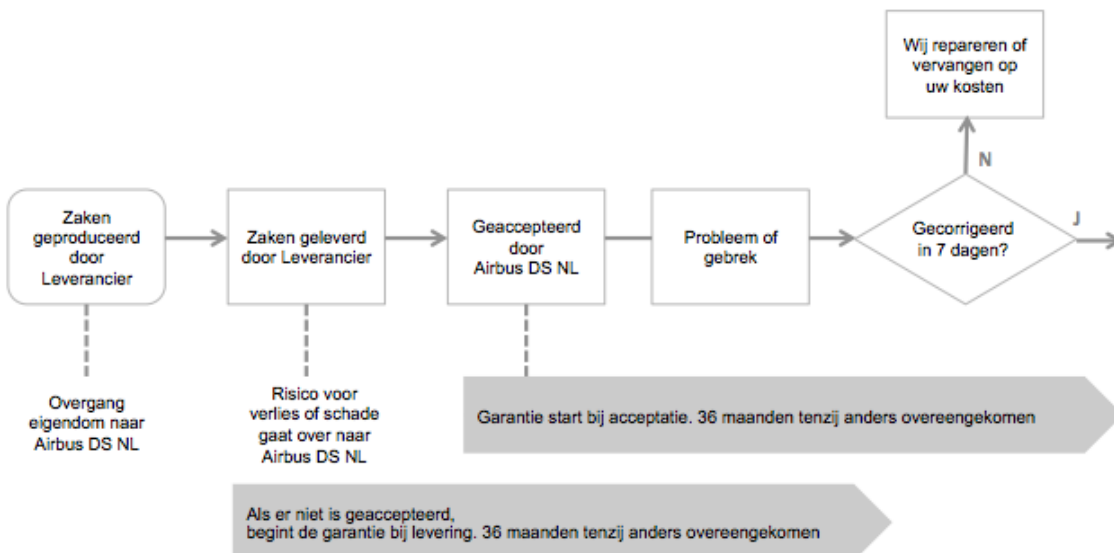 Wij repareren of
vervangen op
uw kosten
N
Zaken
geproduceerd
door
Leverancier
Zaken geleverd
door Leverancier
Geaccepteerd
door
Airbus DS NL
Probleem of
gebrek
Gecorrigeerd
in 7 dagen?
J
Overgang
eigendom naar
Airbus DS NL
Risico voor
verlies of schade
gaat over naar
Airbus DS NL
Garantie start bij acceptatie. 36 maanden tenzij anders overeengekomen
Als er niet is geaccepteerd,
begint de garantie bij levering. 36 maanden tenzij anders overeengekomen